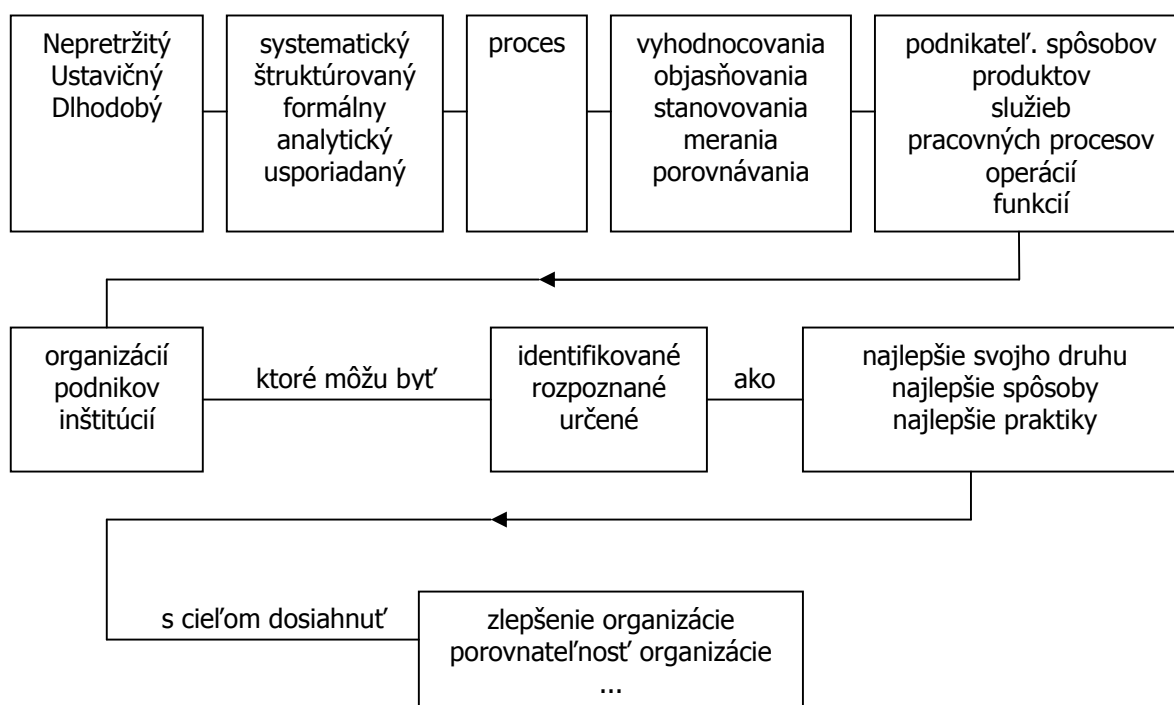 Nepretržitý
Ustavičný
Dlhodobý
systematický
štruktúrovaný
formálny
analytický
usporiadaný
proces
vyhodnocovania
objasňovania
stanovovania
merania
porovnávania
podnikateľ. spôsobov
produktov
služieb
pracovných procesov
operácií
funkcií
organizácií
podnikov
inštitúcií
ktoré môžu byť
identifikované
rozpoznané
určené
ako
najlepšie svojho druhu
najlepšie spôsoby
najlepšie praktiky
s cieľom dosiahnuť
zlepšenie organizácie
porovnateľnosť organizácie
...